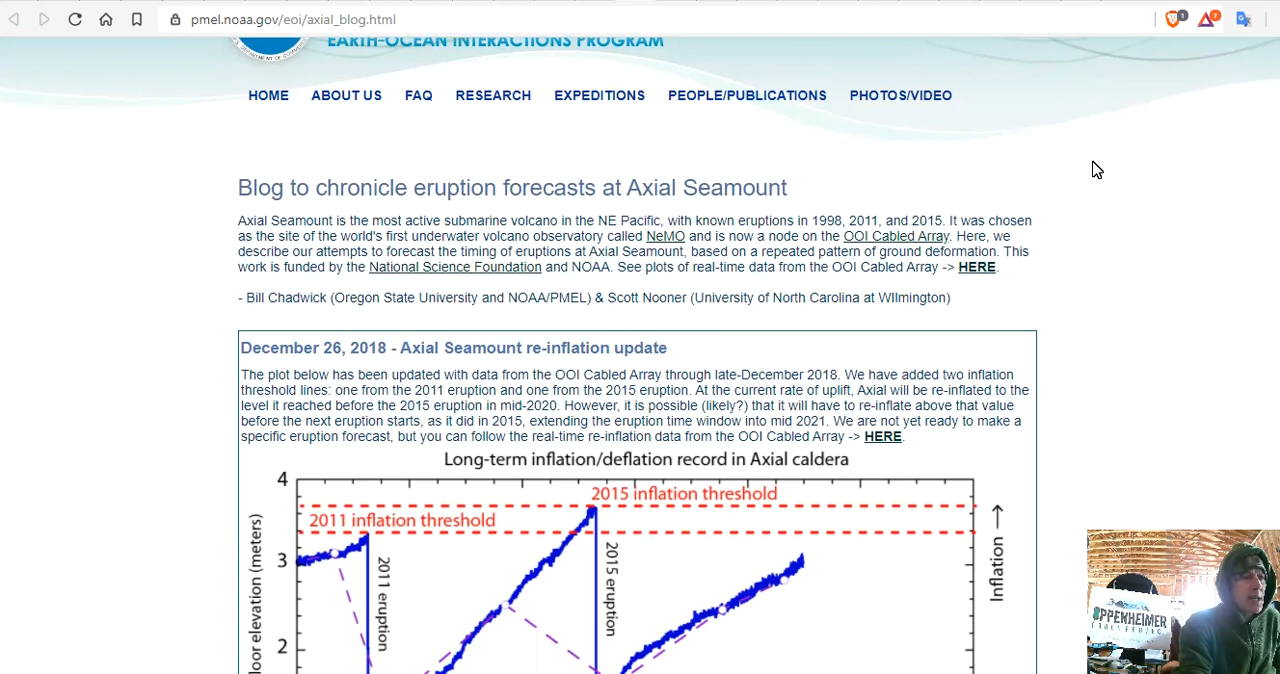 pmel.noaa.gov/eoi/axial_blog.html
1
7
EARTH-OCEAN INTERACTIONS PROGRAM
HOME ABOUT US FAQ RESEARCH EXPEDITIONS PEOPLE/PUBLICATIONS PHOTOS/VIDEO
Blog to chronicle eruption forecasts at Axial Seamount
Axial Seamount is the most active submarine volcano in the NE Pacific, with known eruptions in 1998, 2011, and 2015. It was chosen
as the site of the world's first underwater volcano observatory called NeMO and is now a node on the OOI Cabled Array. Here, we
describe our attempts to forecast the timing of eruptions at Axial Seamount, based on a repeated pattern of ground deformation. This
work is funded by the National Science Foundation and NOAA. See plots of real-time data from the OOI Cabled Array -> HERE.
- Bill Chadwick (Oregon State University and NOAA/PMEL) & Scott Nooner (University of North Carolina at WIlmington)
December 26, 2018 - Axial Seamount re-inflation update
The plot below has been updated with data from the OOI Cabled Array through late-December 2018. We have added two inflation
threshold lines: one from the 2011 eruption and one from the 2015 eruption. At the current rate of uplift, Axial will be re-inflated to the
level it reached before the 2015 eruption in mid-2020. However, it is possible (likely?) that it will have to re-inflate above that value
before the next eruption starts, as it did in 2015, extending the eruption time window into mid 2021. We are not yet ready to make a
specific eruption forecast, but you can follow the real-time re-inflation data from the OOI Cabled Array -> HERE.
Long-term inflation/deflation record in Axial caldera
4
2015 inflation threshold
2011 inflation threshold
3
2
loor elevation (meters)
2011 eruption
2015 eruption
Inflation →
PPENHEIMER